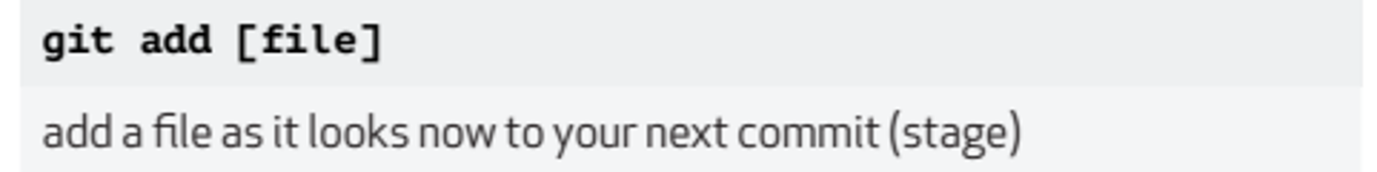 git add [file]
add a file as it looks now to your next commit (stage)